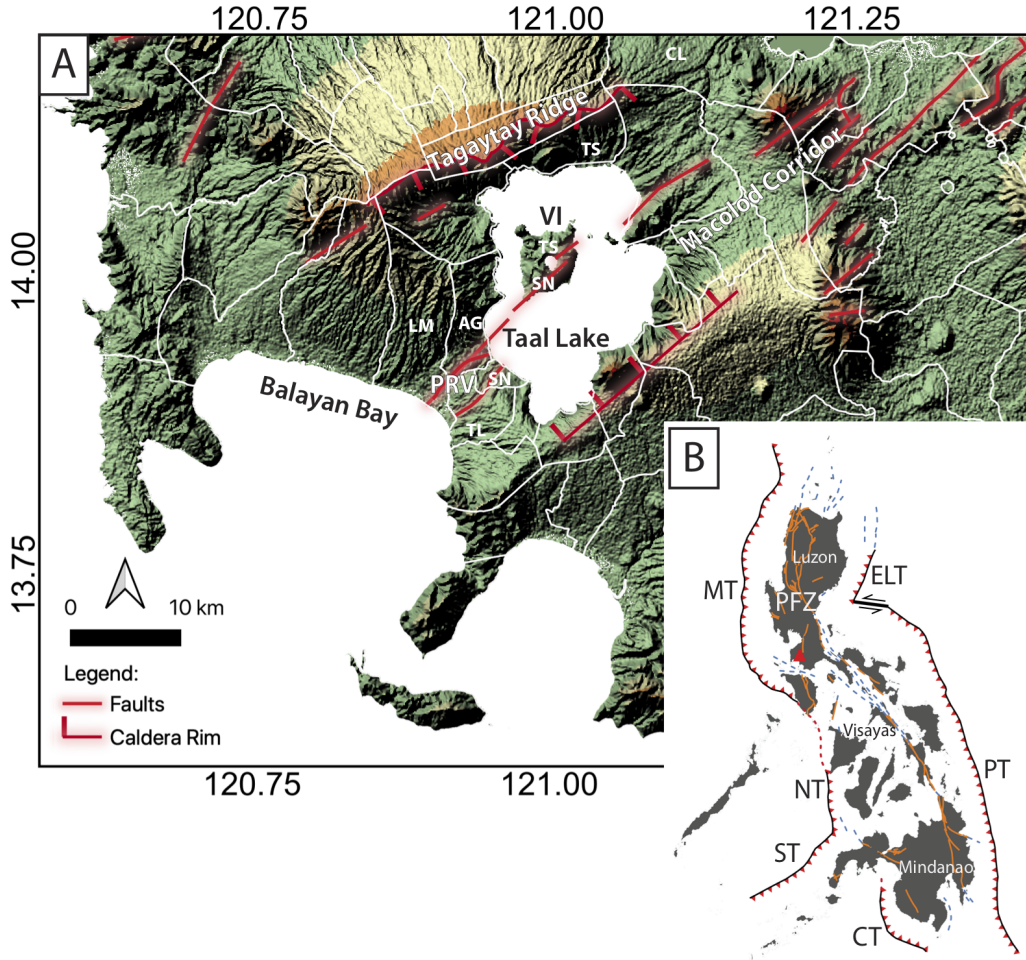 120.75
121.00
121.25
A
CL
Tagaytay Ridge
TS
Macolod Corridor
VI
TS
SN
14.00
LM
AG
Taal Lake
PRV
SN
Balayan Bay
TL
13.75
0
10 km
Legend:
Faults
Caldera Rim
120.75
121.00
B
Luzon
MT
ELT
PFZ
Visayas
NT
PT
ST
Mindanao
CT